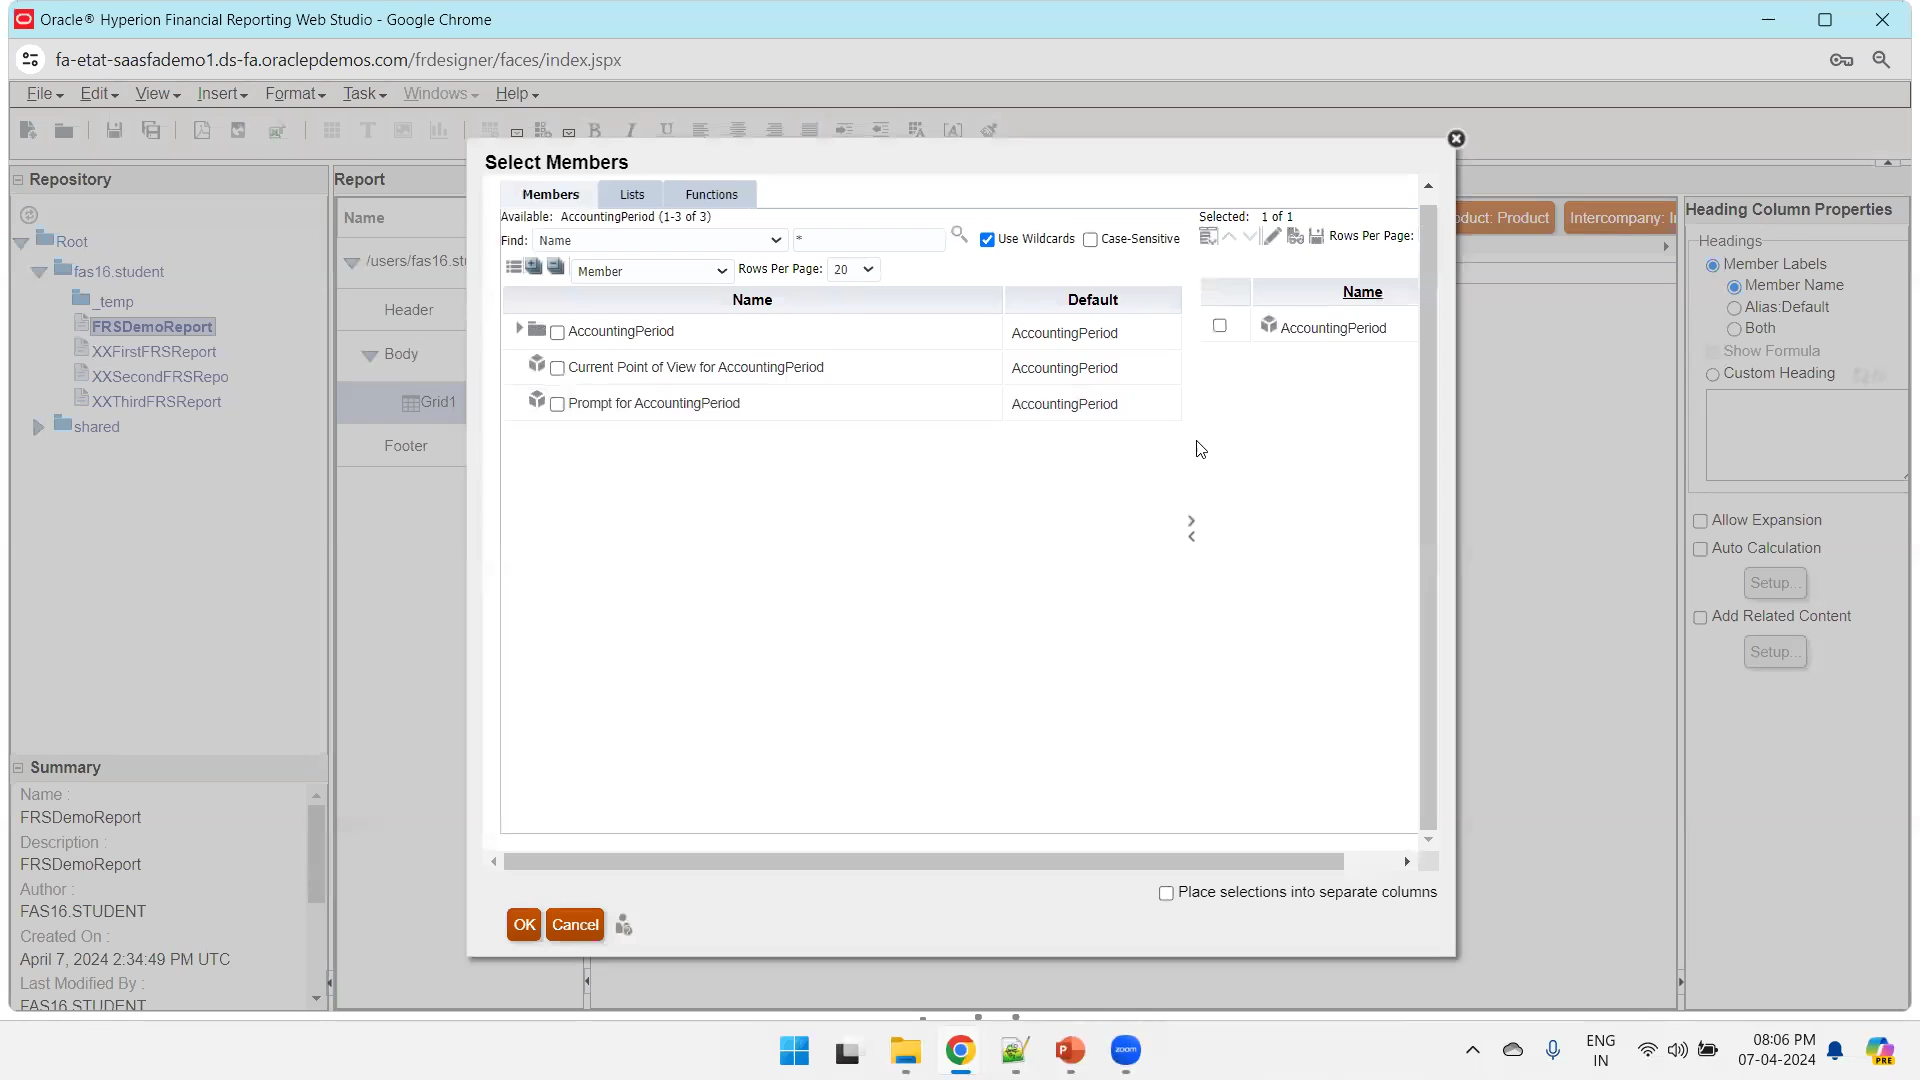 Oracle® Hyperion Financial Reporting Web Studio - Google Chrome
fa-etat-saasfademo1.ds-fa.oraclepdemos.com/frdesigner/faces/index.jspx
File Edit View Insert Format Task Windows Help
Repository
Root
fas16.student
_temp
FRSDemoReport
XXFirstFRSReport
XXSecondFRSRepo
XXThirdFRSReport
shared
Summary
Name :
FRSDemoReport
Description :
FRSDemoReport
Author :
FAS16.STUDENT
Created On :
April 7, 2024 2:34:49 PM UTC
Last Modified By :
FAS16.STUDENT
Report
Name
/users/fas16.stu
Header
Body
Grid1
Footer
Select Members
Members Lists Functions
Available: AccountingPeriod (1-3 of 3)
Find: Name * Use Wildcards Case-Sensitive
Member Rows Per Page: 20
Name Default
AccountingPeriod AccountingPeriod
Current Point of View for AccountingPeriod AccountingPeriod
Prompt for AccountingPeriod AccountingPeriod
Selected: 1 of 1
Rows Per Page:
Name
AccountingPeriod
Place selections into separate columns
OK Cancel
duct: Product Intercompany: I
Heading Column Properties
Headings
Member Labels
Member Name
Alias:Default
Both
Show Formula
Custom Heading
Allow Expansion
Auto Calculation
Setup...
Add Related Content
Setup...
zoom
ENG
IN
08:06 PM
07-04-2024
PRE